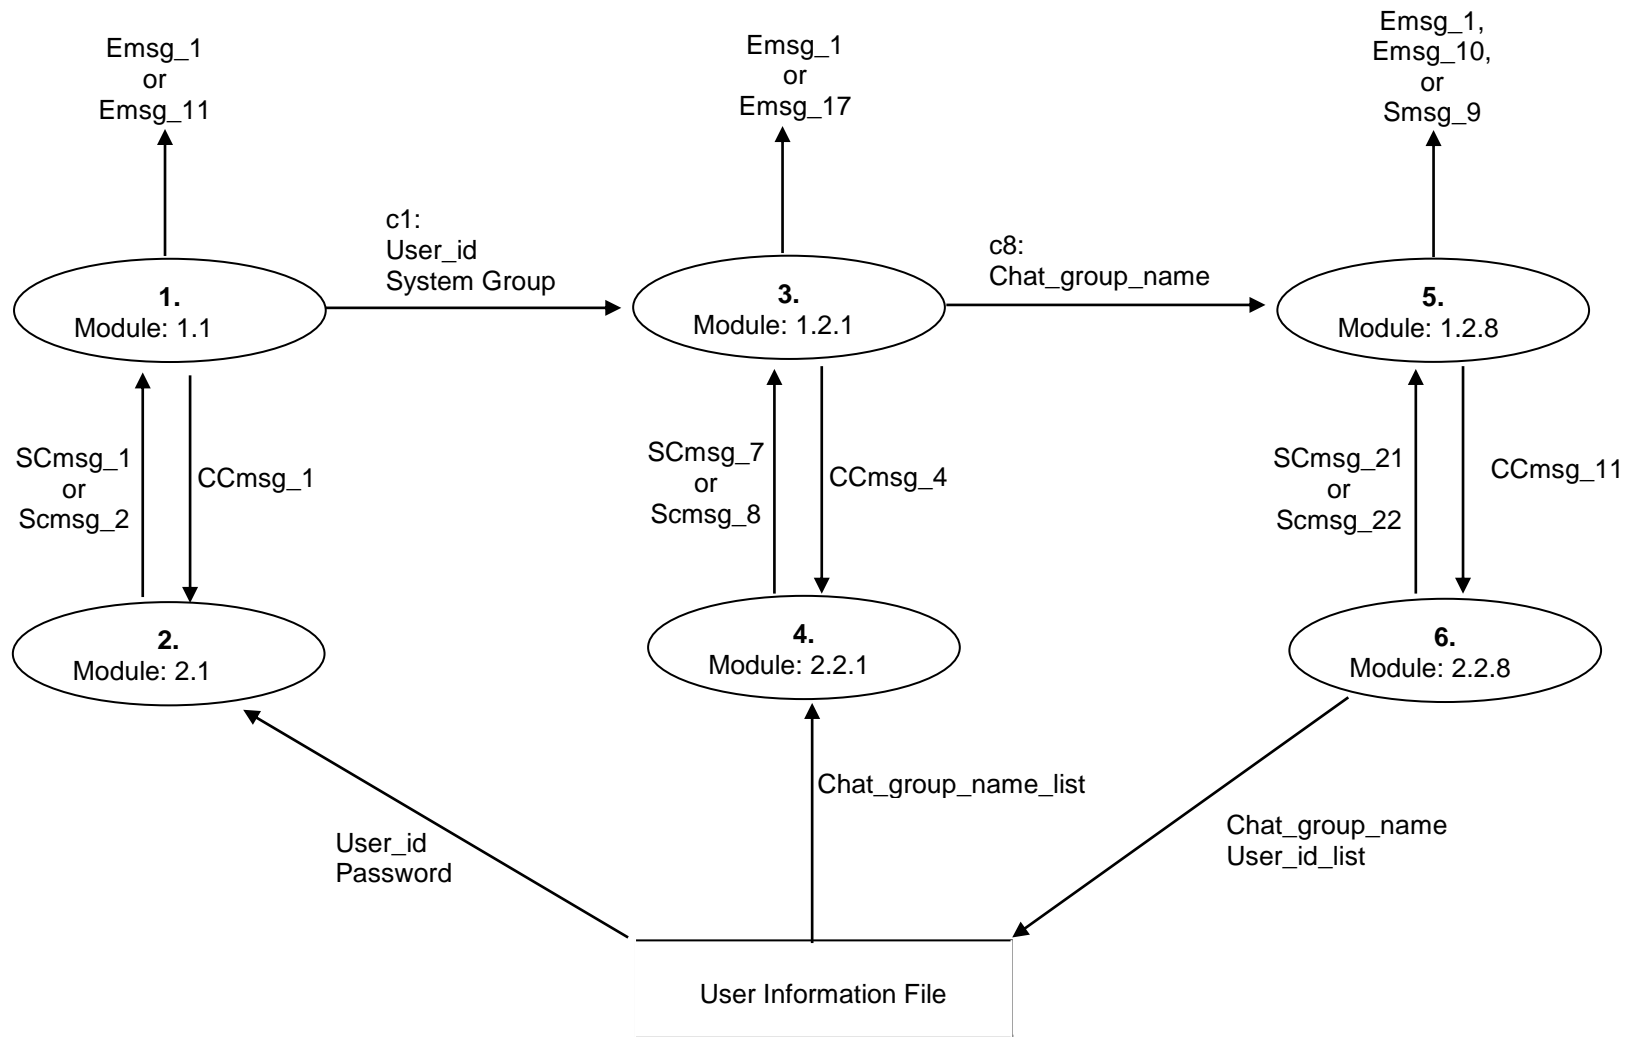 Emsg_1
or
Emsg_11
Emsg_1
or
Emsg_17
Emsg_1,
Emsg_10,
or
Smsg_9
c1:
User_id
System Group
c8:
Chat_group_name
1.
Module: 1.1
3.
Module: 1.2.1
5.
Module: 1.2.8
SCmsg_1
or
Scmsg_2
CCmsg_1
SCmsg_7
or
Scmsg_8
CCmsg_4
SCmsg_21
or
Scmsg_22
CCmsg_11
2.
Module: 2.1
4.
Module: 2.2.1
6.
Module: 2.2.8
User_id
Password
Chat_group_name_list
Chat_group_name
User_id_list
User Information File